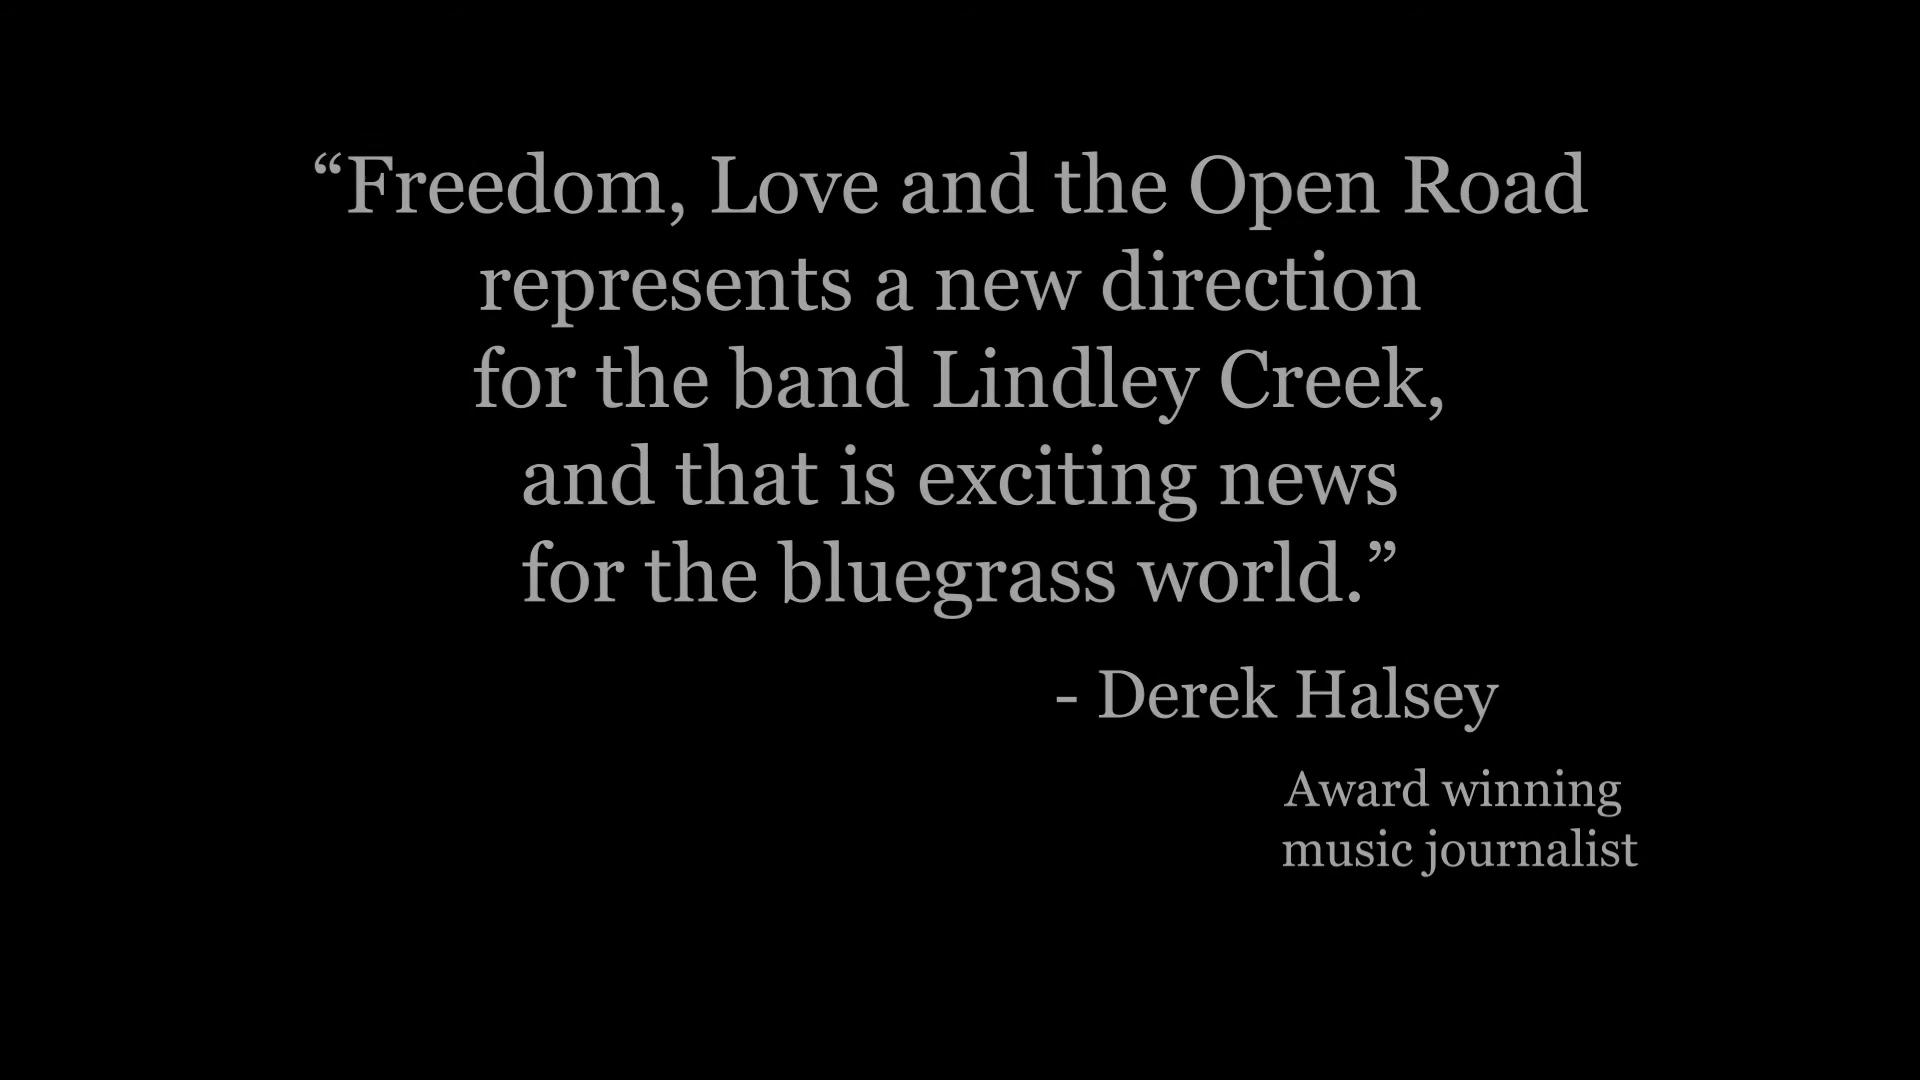 “Freedom, Love and the Open Road
represents a new direction
for the band Lindley Creek,
and that is exciting news
for the bluegrass world.”
- Derek Halsey
Award winning
music journalist